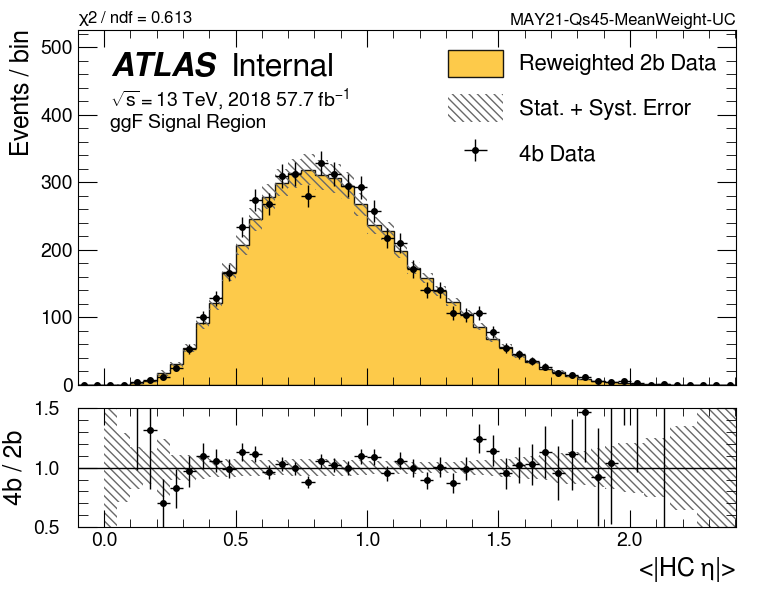 χ2 / ndf = 0.613
MAY21-Qs45-MeanWeight-UC
Events / bin
500
400
300
200
100
0
ATLAS Internal
√s = 13 TeV, 2018 57.7 fb⁻¹
ggF Signal Region
Reweighted 2b Data
Stat. + Syst. Error
4b Data
4b / 2b
1.5
1.0
0.5
0.0 0.5 1.0 1.5 2.0
<|HC η|>